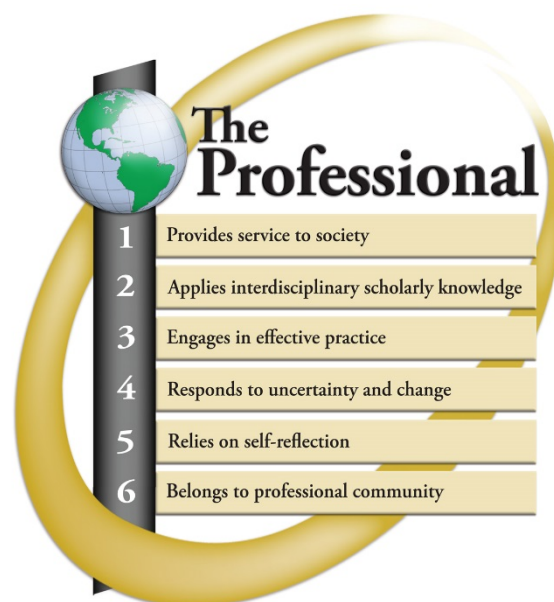 The
Professional
1 Provides service to society
2 Applies interdisciplinary scholarly knowledge
3 Engages in effective practice
4 Responds to uncertainty and change
5 Relies on self-reflection
6 Belongs to professional community